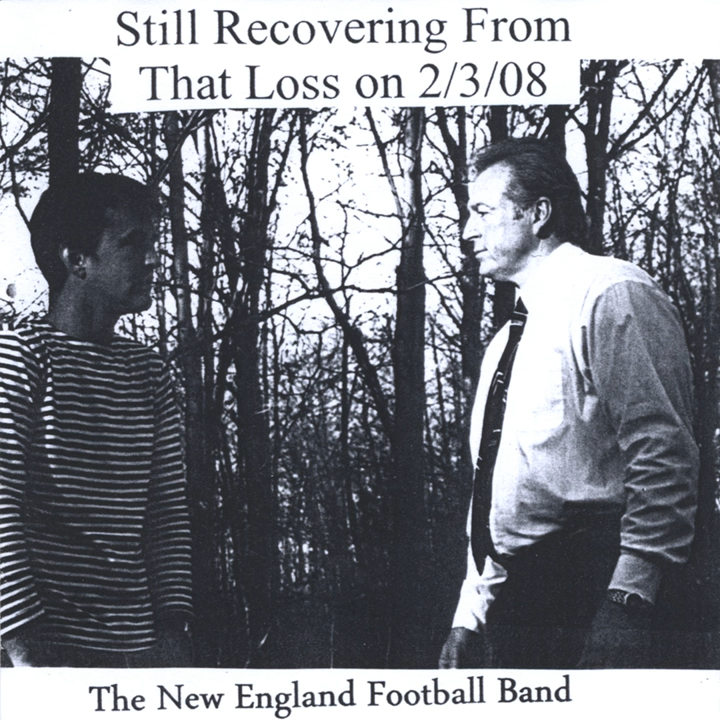 Still Recovering From
That Loss on 2/3/08
The New England Football Band